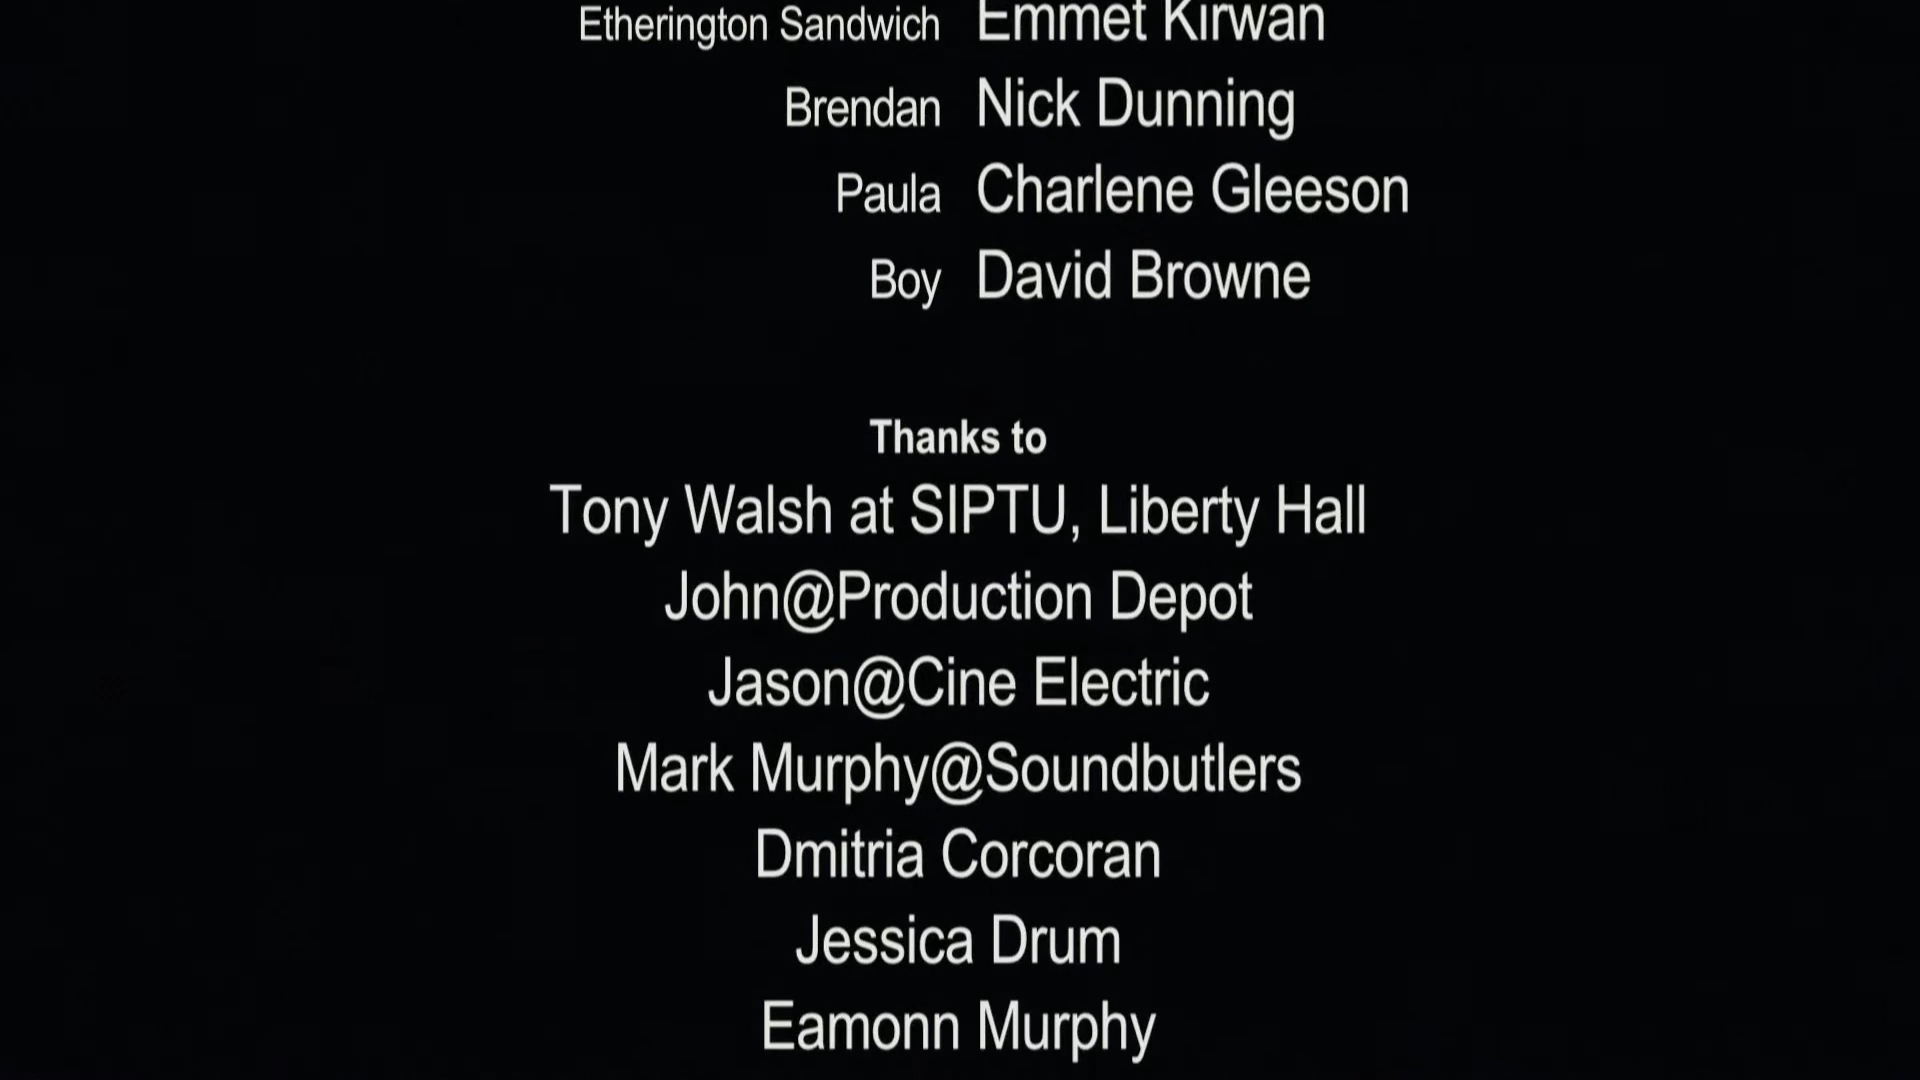 Etherington Sandwich Emmet Kirwan
Brendan Nick Dunning
Paula Charlene Gleeson
Boy David Browne
Thanks to
Tony Walsh at SIPTU, Liberty Hall
John@Production Depot
Jason@Cine Electric
Mark Murphy@Soundbutlers
Dmitria Corcoran
Jessica Drum
Eamonn Murphy